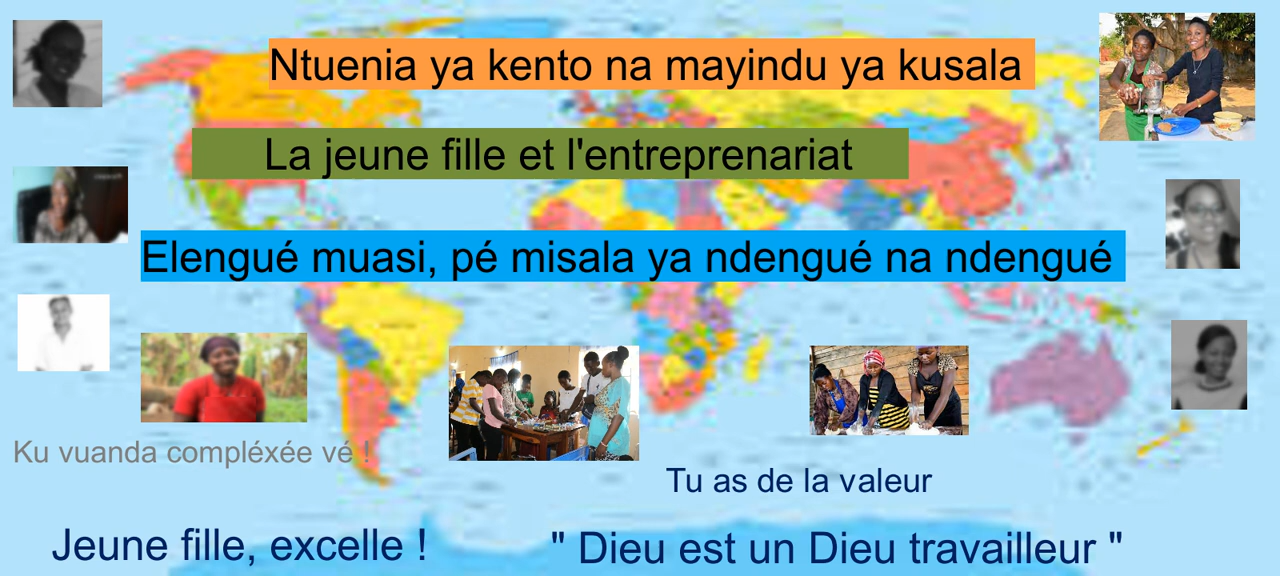 Ntuenia ya kento na mayindu ya kusala
La jeune fille et l'entreprenariat
Elengué muasi, pé misala ya ndengué na ndengué
Ku vuanda compléxée vé !
Tu as de la valeur
Jeune fille, excelle !
" Dieu est un Dieu travailleur "